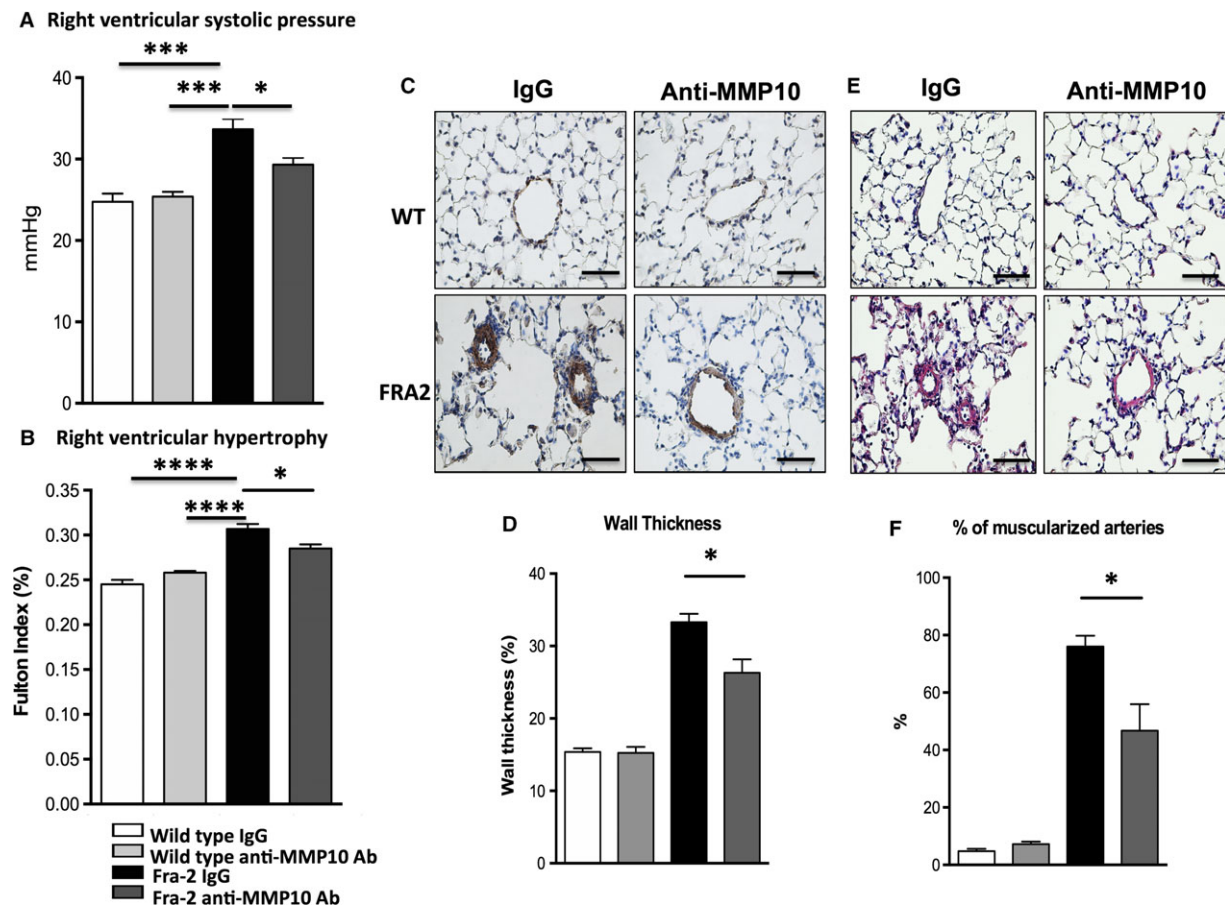 A Right ventricular systolic pressure
***
***
*
40
30
20
10
0
mmHg
B Right ventricular hypertrophy
****
****
*
0.35
0.30
0.25
0.20
0.15
0.10
0.05
0.00
Fulton Index (%)
Wild type IgG
Wild type anti-MMP10 Ab
Fra-2 IgG
Fra-2 anti-MMP10 Ab
C
IgG
Anti-MMP10
WT
FRA2
E
IgG
Anti-MMP10
D
Wall Thickness
*
40
30
20
10
0
Wall thickness (%)
F
% of muscularized arteries
*
100
80
60
40
20
0
%